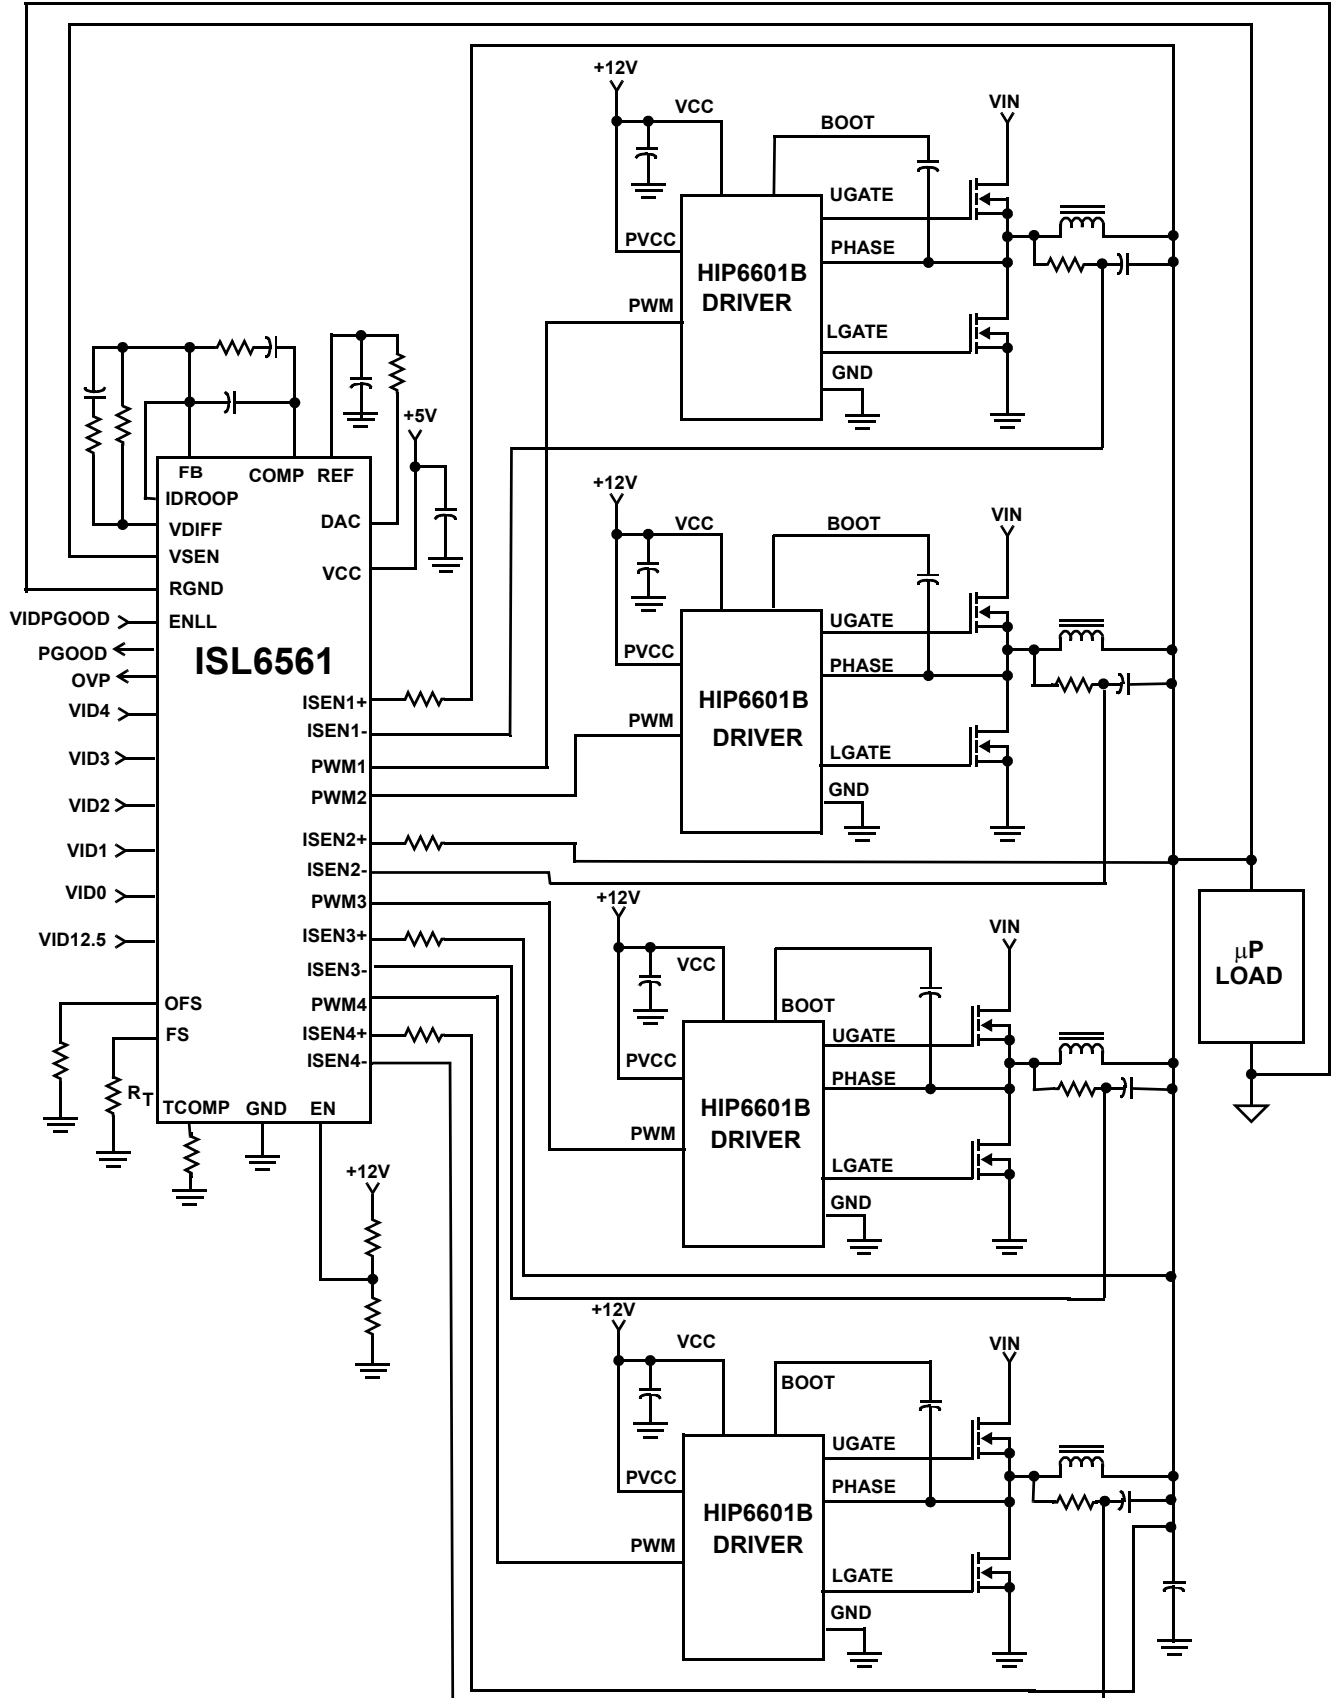 +12V
VCC
BOOT
VIN
UGATE
PVCC
PHASE
HIP6601B
DRIVER
PWM
LGATE
GND
+5V
FB
COMP
REF
IDROOP
DAC
VDIFF
VSEN
VCC
RGND
VIDPGOOD
ENLL
PGOOD
ISL6561
OVP
VID4
VID3
VID2
VID1
VID0
VID12.5
ISEN1+
ISEN1-
PWM1
PWM2
ISEN2+
ISEN2-
PWM3
ISEN3+
ISEN3-
PWM4
ISEN4+
ISEN4-
OFS
FS
RT
TCOMP
GND
EN
+12V
+12V
VCC
BOOT
VIN
UGATE
PVCC
PHASE
HIP6601B
DRIVER
PWM
LGATE
GND
+12V
VCC
BOOT
VIN
UGATE
PVCC
PHASE
HIP6601B
DRIVER
PWM
LGATE
GND
µP
LOAD
+12V
VCC
BOOT
VIN
UGATE
PVCC
PHASE
HIP6601B
DRIVER
PWM
LGATE
GND